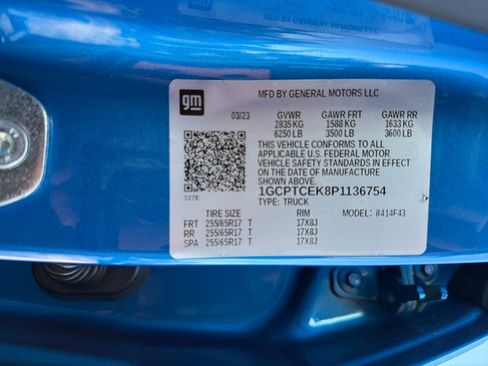 gm
MFD BY GENERAL MOTORS LLC
03/23 GVWR GAWR FRT GAWR RR
2835 KG 1588 KG 1633 KG
6250 LB 3500 LB 3600 LB
THIS VEHICLE CONFORMS TO ALL
APPLICABLE U.S. FEDERAL MOTOR
VEHICLE SAFETY STANDARDS IN EFFECT
ON THE DATE OF MANUFACTURE
SHOWN ABOVE.
1GCPTCEK8P1136754
TYPE: TRUCK
327E
TIRE SIZE RIM MODEL: 8414F43
FRT 255/65R17 T 17X8J
RR 255/65R17 T 17X8J
SPA 255/65R17 T 17X8J